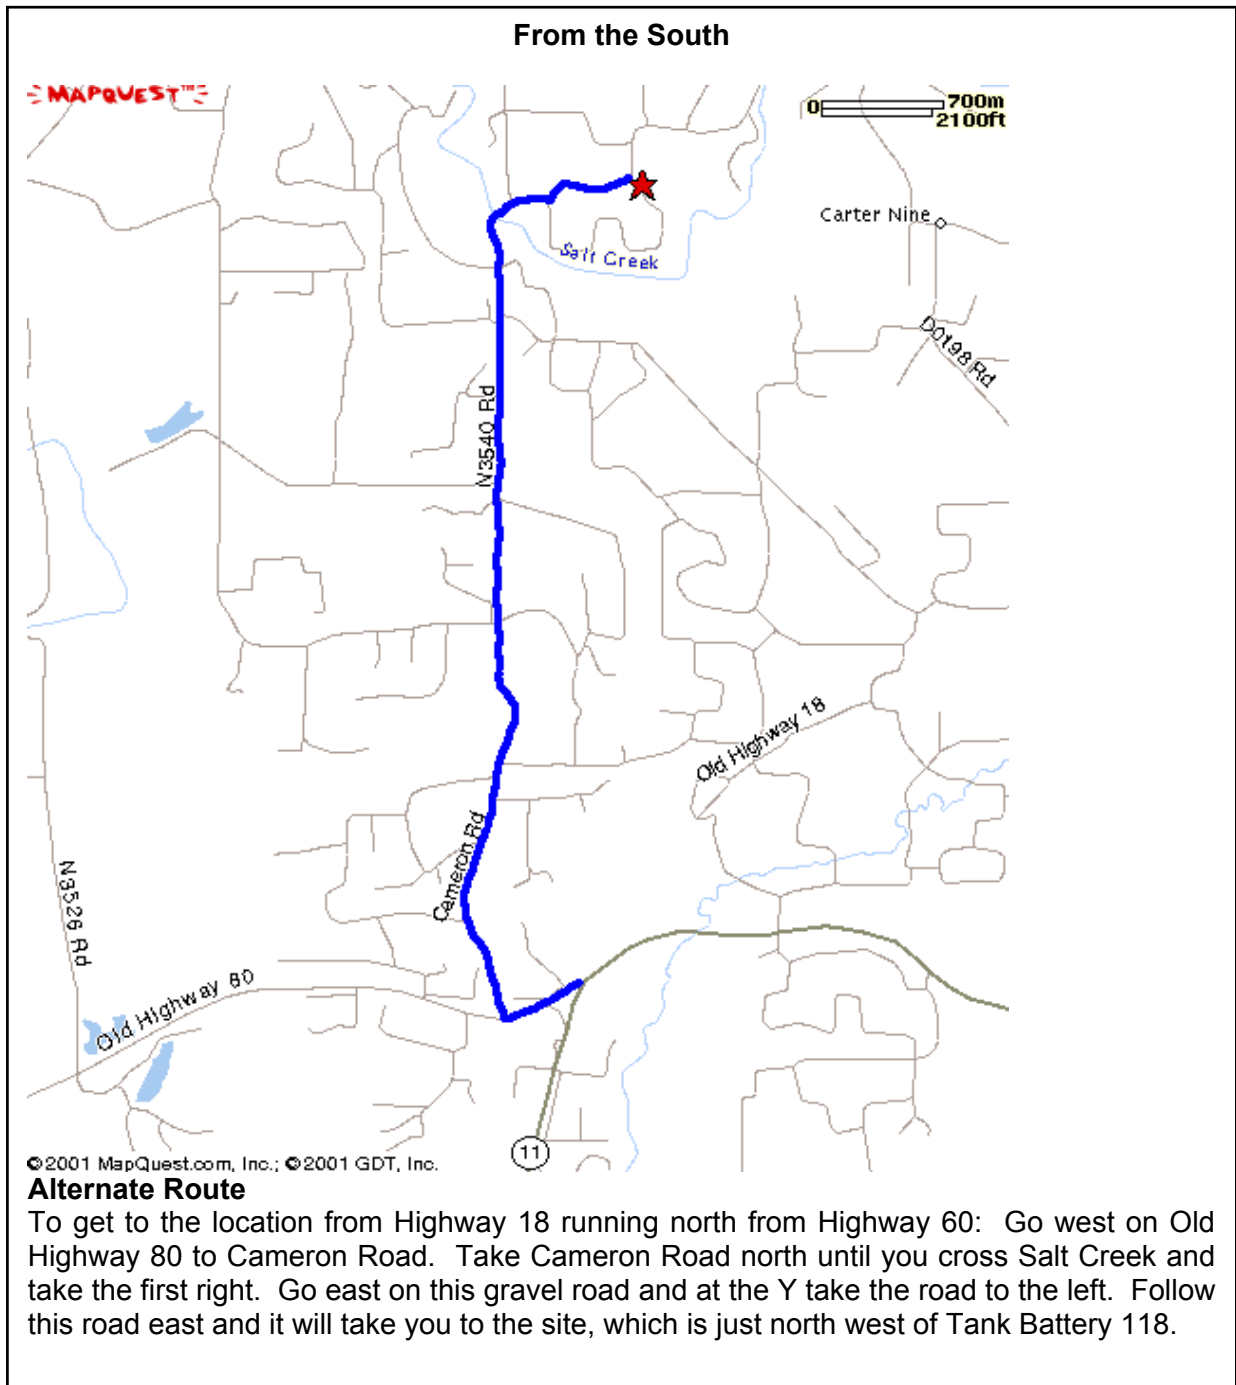 From the South
MAPQUEST™
0 700m
2100ft
Carter Nine
Salt Creek
D0198 Rd
N3540 Rd
Old Highway 18
Cameron Rd
N3526 Rd
Old Highway 80
11
©2001 MapQuest.com, Inc.; ©2001 GDT, Inc.
Alternate Route
To get to the location from Highway 18 running north from Highway 60: Go west on Old
Highway 80 to Cameron Road. Take Cameron Road north until you cross Salt Creek and
take the first right. Go east on this gravel road and at the Y take the road to the left. Follow
this road east and it will take you to the site, which is just north west of Tank Battery 118.